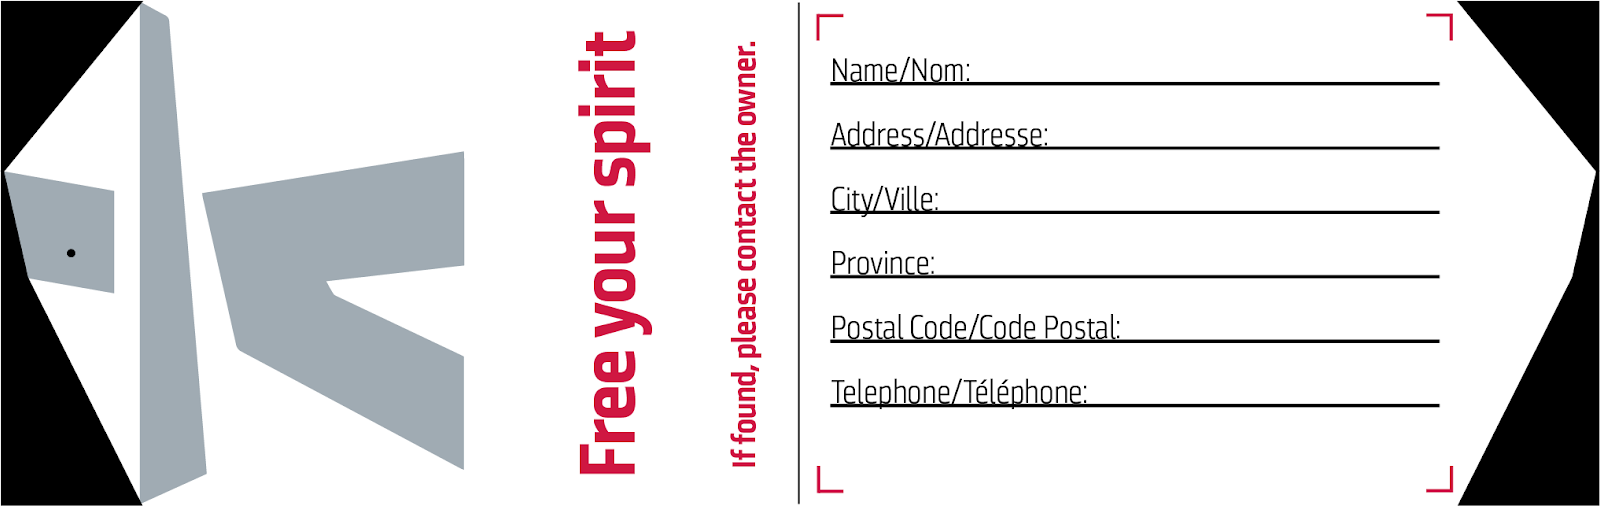 Free your spirit
If found, please contact the owner.
Name/Nom:
Address/Addresse:
City/Ville:
Province:
Postal Code/Code Postal:
Telephone/Téléphone: